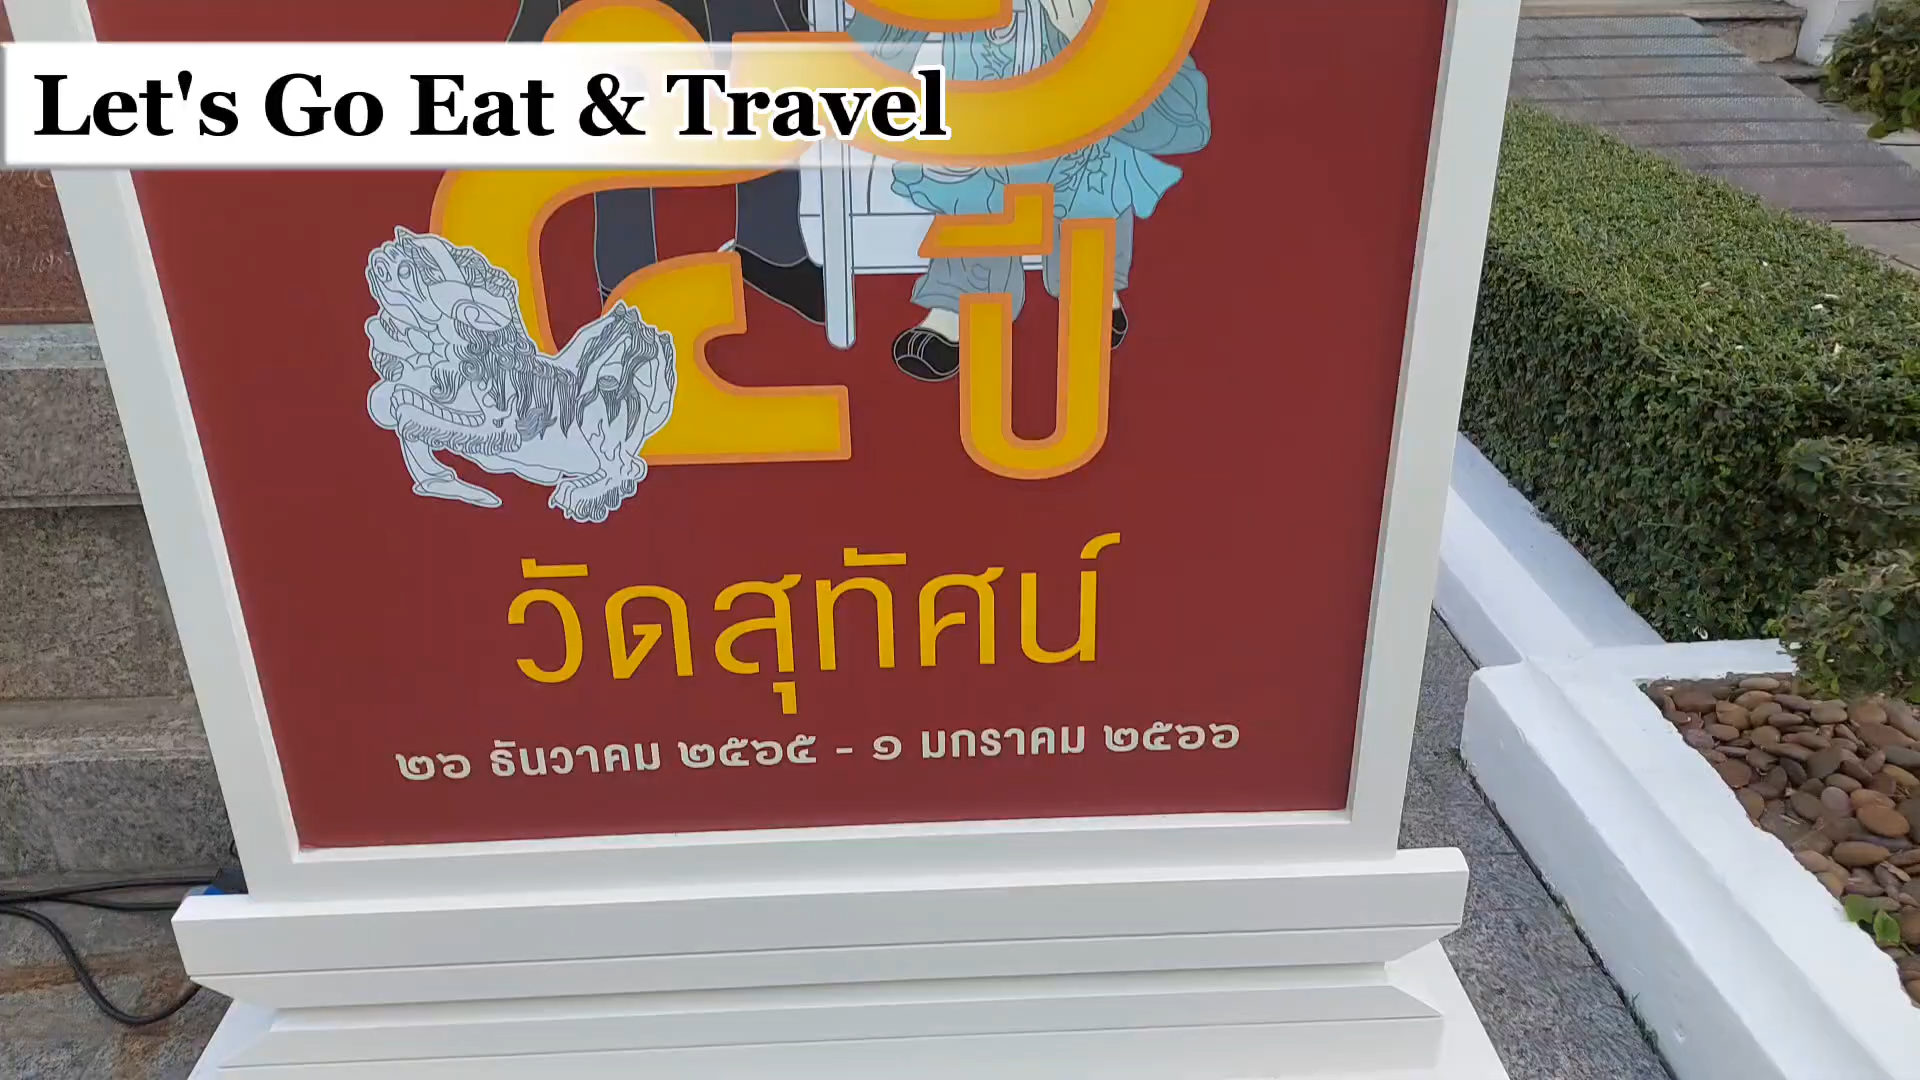 Let's Go Eat & Travel
ปี
วัดสุทัศน์
๒๖ ธันวาคม ๒๕๖๕ - ๑ มกราคม ๒๕๖๖